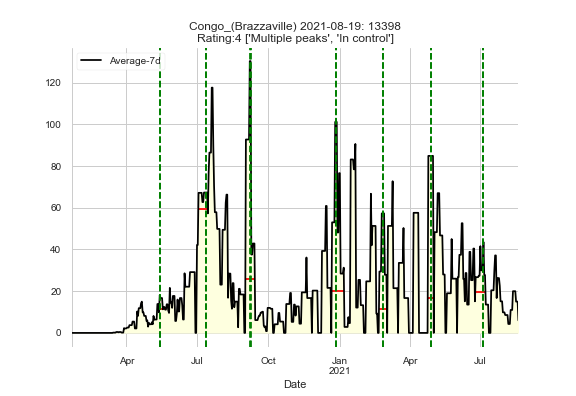 Congo_(Brazzaville) 2021-08-19: 13398
Rating:4 ['Multiple peaks', 'In control']
Average-7d
120
100
80
60
40
20
0
Apr
Jul
Oct
Jan
2021
Apr
Jul
Date